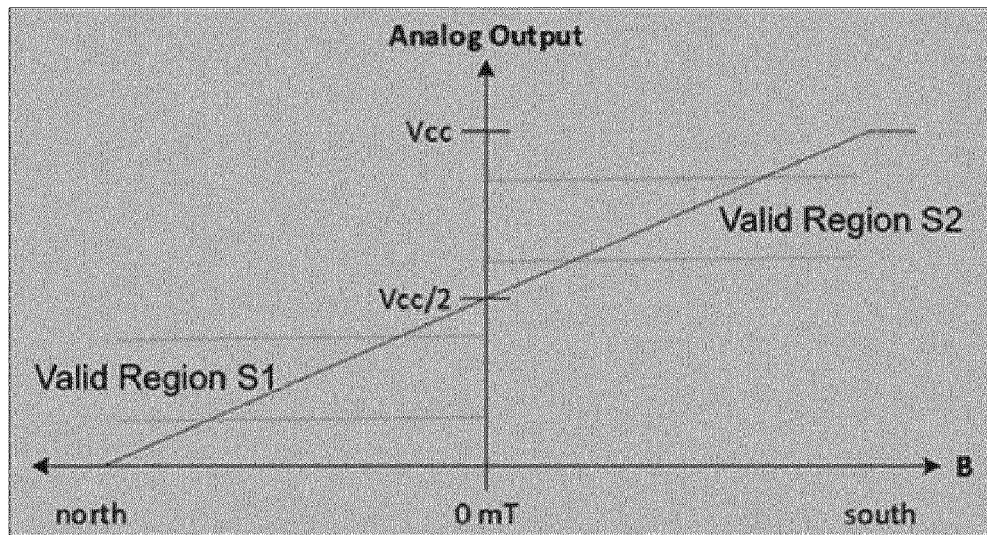 Analog Output
Vcc
Valid Region S2
Vcc/2
Valid Region S1
B
north
0 mT
south